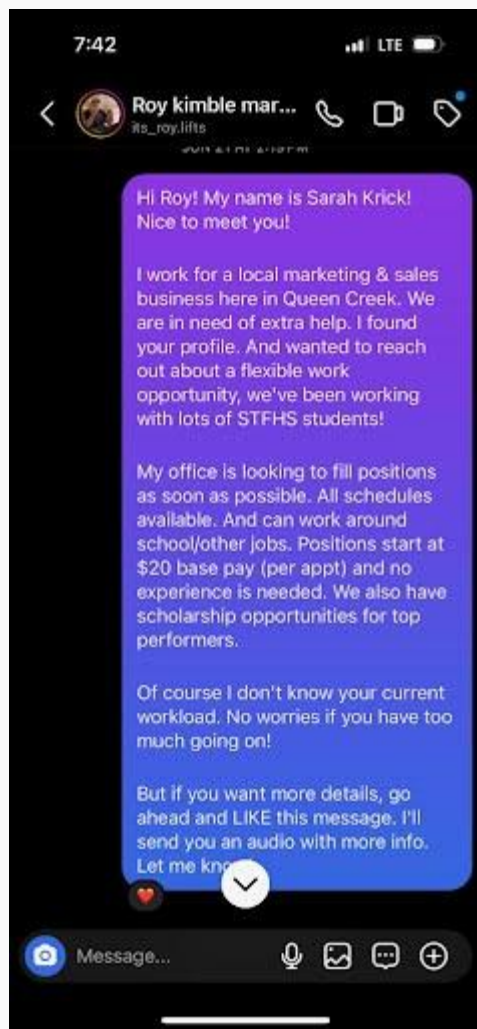 7:42
LTE
Roy kimble mar...
its_roy.lifts
Hi Roy! My name is Sarah Krick!
Nice to meet you!
I work for a local marketing & sales
business here in Queen Creek. We
are in need of extra help. I found
your profile. And wanted to reach
out about a flexible work
opportunity, we've been working
with lots of STFHS students!
My office is looking to fill positions
as soon as possible. All schedules
available. And can work around
school/other jobs. Positions start at
$20 base pay (per appt) and no
experience is needed. We also have
scholarship opportunities for top
performers.
Of course I don't know your current
workload. No worries if you have too
much going on!
But if you want more details, go
ahead and LIKE this message. I'll
send you an audio with more info.
Let me
Message...